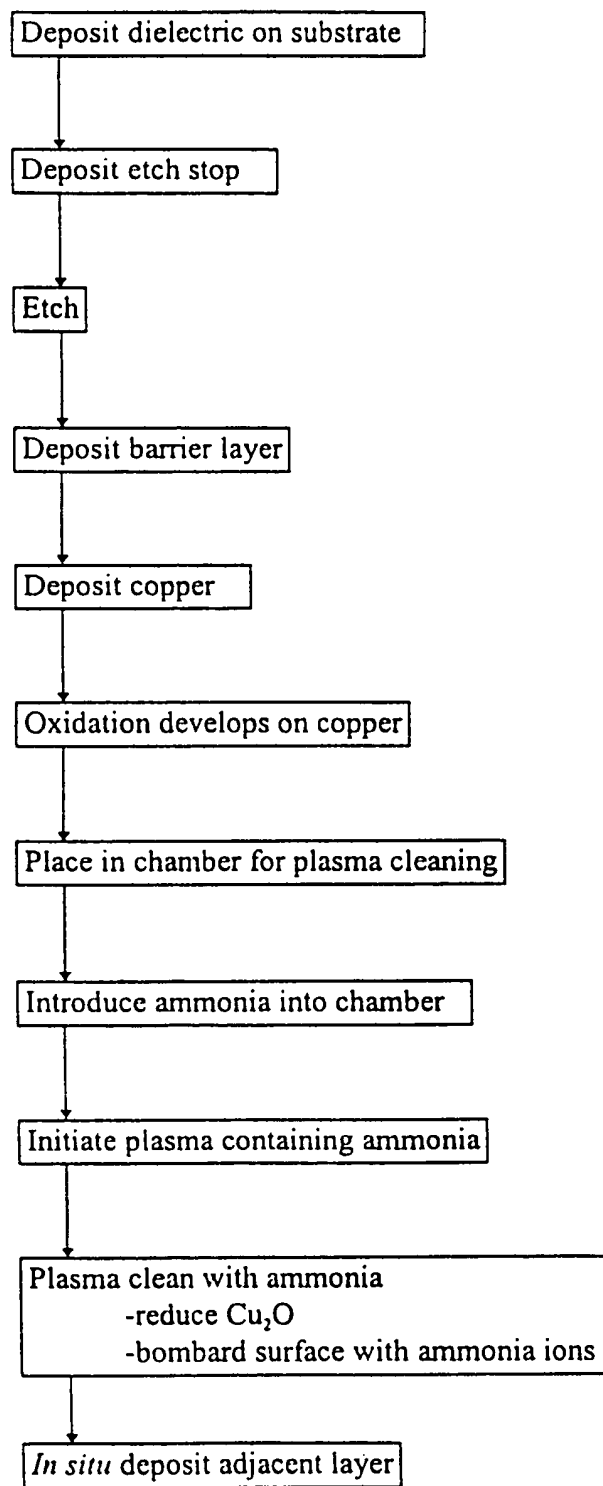 Deposit dielectric on substrate
Deposit etch stop
Etch
Deposit barrier layer
Deposit copper
Oxidation develops on copper
Place in chamber for plasma cleaning
Introduce ammonia into chamber
Initiate plasma containing ammonia
Plasma clean with ammonia
-reduce Cu₂O
-bombard surface with ammonia ions
In situ deposit adjacent layer